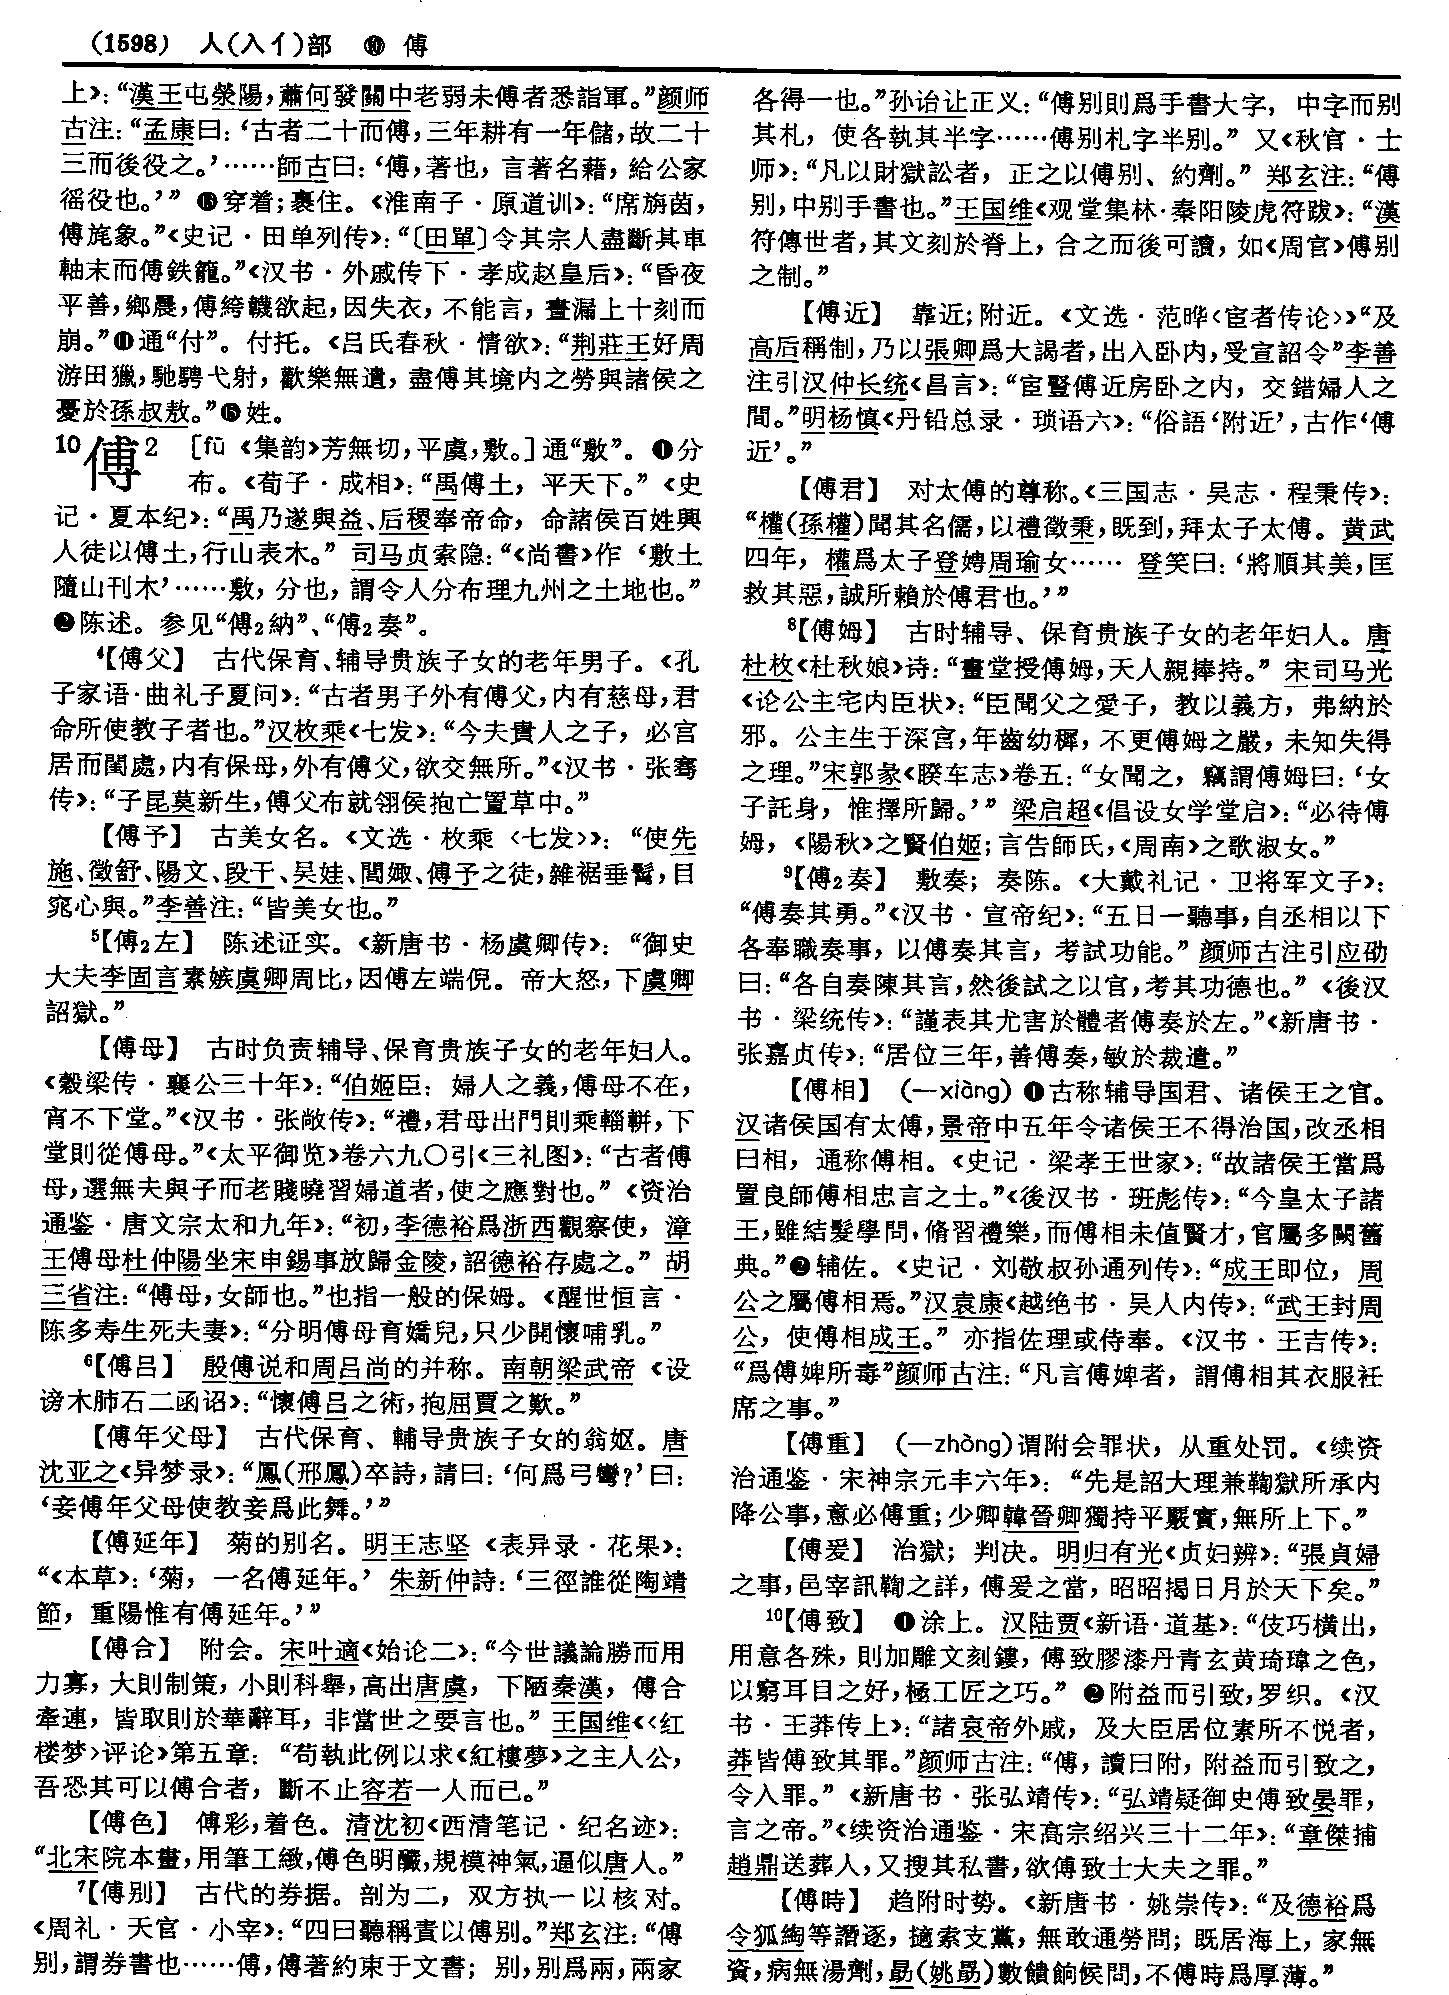 (1598) 人(入亻)部 ❿ 傅
上》：“漢王屯滎陽，蕭何發關中老弱未傅者悉詣軍。”颜师
古注：“孟康曰：‘古者二十而傅，三年耕有一年儲，故二十
三而後役之。’……師古曰：‘傅，著也，言著名藉，給公家
徭役也。’” ⓭穿着；裹住。《淮南子·原道训》：“席旃茵，
傅旄象。”《史记·田单列传》：“〔田單〕令其宗人盡斷其車
軸末而傅鉄籠。”《汉书·外戚传下·孝成赵皇后》：“昏夜
平善，鄉晨，傅絝韤欲起，因失衣，不能言，晝漏上十刻而
崩。”⓮通“付”。付托。《吕氏春秋·情欲》：“荆莊王好周
游田獵，馳騁弋射，歡樂無遺，盡傅其境内之勞與諸侯之
憂於孫叔敖。”⓯姓。
10傅2 [fū 《集韵》芳無切，平虞，敷。]通“敷”。❶分
布。《荀子·成相》：“禹傅土，平天下。”《史
记·夏本纪》：“禹乃遂與益、后稷奉帝命，命諸侯百姓興
人徒以傅土，行山表木。” 司马贞索隐：“《尚書》作‘敷土
隨山刊木’……敷，分也，謂令人分布理九州之土地也。”
❷陈述。参见“傅2納”、“傅2奏”。
4【傅父】 古代保育、辅导贵族子女的老年男子。《孔
子家语·曲礼子夏问》：“古者男子外有傅父，内有慈母，君
命所使教子者也。”汉枚乘《七发》：“今夫貴人之子，必宫
居而閨處，内有保母，外有傅父，欲交無所。”《汉书·张骞
传》：“子昆莫新生，傅父布就翎侯抱亡置草中。”
【傅予】 古美女名。《文选·枚乘〈七发〉》：“使先
施、徵舒、陽文、段干、吴娃、閭娵、傅予之徒，雜裾垂髾，目
窕心與。”李善注：“皆美女也。”
5【傅2左】 陈述证实。《新唐书·杨虞卿传》：“御史
大夫李固言素嫉虞卿周比，因傅左端倪。帝大怒，下虞卿
詔獄。”
【傅母】 古时负责辅导、保育贵族子女的老年妇人。
《穀梁传·襄公三十年》：“伯姬曰：婦人之義，傅母不在，
宵不下堂。”《汉书·张敞传》：“禮，君母出門則乘輜軿，下
堂則從傅母。”《太平御览》卷六九〇引《三礼图》：“古者傅
母，選無夫與子而老賤曉習婦道者，使之應對也。”《资治
通鉴·唐文宗太和九年》：“初，李德裕爲浙西觀察使，漳
王傅母杜仲陽坐宋申錫事放歸金陵，詔德裕存處之。”胡
三省注：“傅母，女師也。”也指一般的保姆。《醒世恒言·
陈多寿生死夫妻》：“分明傅母育嬌兒，只少開懷哺乳。”
6【傅吕】 殷傅说和周吕尚的并称。南朝梁武帝《设
谤木肺石二函诏》：“懷傅吕之術，抱屈賈之歎。”
【傅年父母】 古代保育、輔导贵族子女的翁妪。唐
沈亚之《异梦录》：“鳳（邢鳳）卒詩，請曰：‘何爲弓彎？’曰：
‘妾傅年父母使教妾爲此舞。’”
【傅延年】 菊的别名。明王志坚《表异录·花果》：
“《本草》：‘菊，一名傅延年。’朱新仲詩：‘三徑誰從陶靖
節，重陽惟有傅延年。’”
【傅合】 附会。宋叶適《始论二》：“今世議論勝而用
力寡，大則制策，小則科舉，高出唐虞，下陋秦漢，傅合
牽連，皆取則於華辭耳，非當世之要言也。”王国维《〈红
楼梦〉评论》第五章：“苟執此例以求《紅樓夢》之主人公，
吾恐其可以傅合者，斷不止容若一人而已。”
【傅色】 傅彩，着色。清沈初《西清笔记·纪名迹》：
“北宋院本畫，用筆工緻，傅色明釅，規模神氣，逼似唐人。”
7【傅别】 古代的券据。剖为二，双方执一以核对。
《周礼·天官·小宰》：“四曰聽稱責以傅别。”郑玄注：“傅
别，謂券書也……傅，傅著約束于文書；别，别爲兩，兩家
各得一也。”孙诒让正义：“傅别則爲手書大字，中字而别
其札，使各執其半字……傅别札字半别。”又《秋官·士
师》：“凡以財獄訟者，正之以傅别、約劑。”郑玄注：“傅
别，中别手書也。”王国维《观堂集林·秦阳陵虎符跋》：“漢
符傳世者，其文刻於脊上，合之而後可讀，如《周官》傅别
之制。”
【傅近】 靠近；附近。《文选·范晔〈宦者传论〉》“及
高后稱制，乃以張卿爲大謁者，出入卧内，受宣詔令”李善
注引汉仲长统《昌言》：“宦豎傅近房卧之内，交錯婦人之
間。”明杨慎《丹铅总录·琐语六》：“俗語‘附近’，古作‘傅
近’。”
【傅君】 对太傅的尊称。《三国志·吴志·程秉传》：
“權（孫權）聞其名儒，以禮徵秉，既到，拜太子太傅。黄武
四年，權爲太子登娉周瑜女…… 登笑曰：‘將順其美，匡
救其惡，誠所賴於傅君也。’”
8【傅姆】 古时辅导、保育贵族子女的老年妇人。唐
杜枚《杜秋娘》诗：“畫堂授傅姆，天人親捧持。”宋司马光
《论公主宅内臣状》：“臣聞父之愛子，教以義方，弗納於
邪。公主生于深宫，年齒幼穉，不更傅姆之嚴，未知失得
之理。”宋郭彖《睽车志》卷五：“女聞之，竊謂傅姆曰：‘女
子託身，惟擇所歸。’”梁启超《倡设女学堂启》：“必待傅
姆，《陽秋》之賢伯姬；言告師氏，《周南》之歌淑女。”
9【傅2奏】 敷奏；奏陈。《大戴礼记·卫将军文子》：
“傅奏其勇。”《汉书·宣帝纪》：“五日一聽事，自丞相以下
各奉職奏事，以傅奏其言，考試功能。”颜师古注引应劭
曰：“各自奏陳其言，然後試之以官，考其功德也。”《後汉
书·梁统传》：“謹表其尤害於體者傅奏於左。”《新唐书·
张嘉贞传》：“居位三年，善傅奏，敏於裁遣。”
【傅相】 （—xiàng）❶古称辅导国君、诸侯王之官。
汉诸侯国有太傅，景帝中五年令诸侯王不得治国，改丞相
曰相，通称傅相。《史记·梁孝王世家》：“故諸侯王當爲
置良師傅相忠言之士。”《後汉书·班彪传》：“今皇太子諸
王，雖結髮學問，脩習禮樂，而傅相未值賢才，官屬多闕舊
典。”❷辅佐。《史记·刘敬叔孙通列传》：“成王即位，周
公之屬傅相焉。”汉袁康《越绝书·吴人内传》：“武王封周
公，使傅相成王。”亦指佐理或侍奉。《汉书·王吉传》：
“爲傅婢所毒”颜师古注：“凡言傅婢者，謂傅相其衣服衽
席之事。”
【傅重】 （—zhòng）谓附会罪状，从重处罚。《续资
治通鉴·宋神宗元丰六年》：“先是詔大理兼鞫獄所承内
降公事，意必傅重；少卿韓晉卿獨持平覈實，無所上下。”
【傅爰】 治獄；判决。明归有光《贞妇辨》：“張貞婦
之事，邑宰訊鞫之詳，傅爰之當，昭昭揭日月於天下矣。”
10【傅致】 ❶涂上。汉陆贾《新语·道基》：“伎巧横出，
用意各殊，則加雕文刻鏤，傅致膠漆丹青玄黄琦瑋之色，
以窮耳目之好，極工匠之巧。”❷附益而引致，罗织。《汉
书·王莽传上》：“諸哀帝外戚，及大臣居位素所不悦者，
莽皆傅致其罪。”颜师古注：“傅，讀曰附，附益而引致之，
令入罪。”《新唐书·张弘靖传》：“弘靖疑御史傅致晏罪，
言之帝。”《续资治通鉴·宋高宗绍兴三十二年》：“章傑捕
趙鼎送葬人，又搜其私書，欲傅致士大夫之罪。”
【傅時】 趋附时势。《新唐书·姚崇传》：“及德裕爲
令狐綯等譖逐，擿索支黨，無敢通勞問；既居海上，家無
資，病無湯劑，勗（姚勗）數饋餉候問，不傅時爲厚薄。”